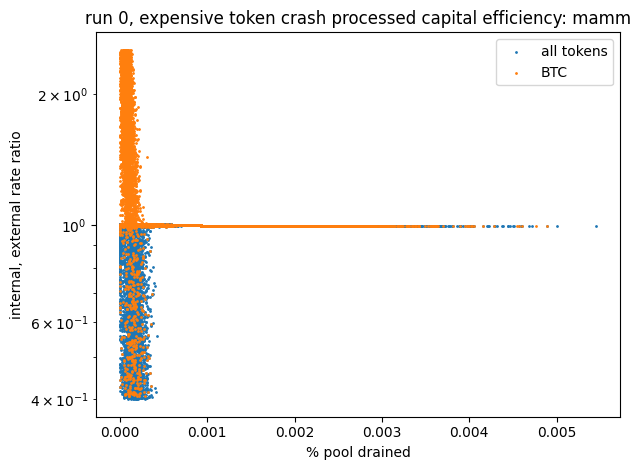 run 0, expensive token crash processed capital efficiency: mamm
all tokens
BTC
internal, external rate ratio
2 × 10⁰
10⁰
6 × 10⁻¹
4 × 10⁻¹
0.000 0.001 0.002 0.003 0.004 0.005
% pool drained